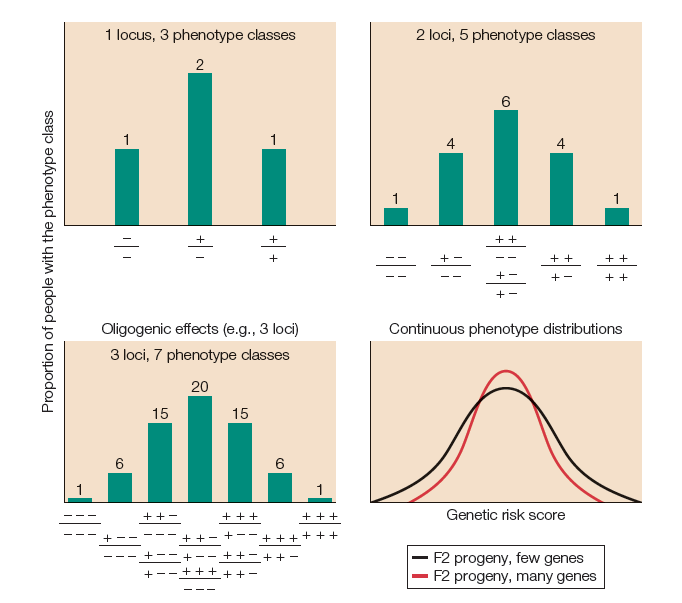 Proportion of people with the phenotype class
1 locus, 3 phenotype classes
1
2
1
–
–
+
–
+
+
2 loci, 5 phenotype classes
1
4
6
4
1
– –
– –
+ –
– –
+ +
– –
+ –
+ –
+ +
+ –
+ +
+ +
Oligogenic effects (e.g., 3 loci)
3 loci, 7 phenotype classes
1
6
15
20
15
6
1
– – –
– – –
+ – –
– – –
+ + –
– – –
+ – –
+ – –
+ + –
+ – –
+ + +
– – –
+ + +
+ – –
+ + –
+ + –
+ + +
+ + –
+ + +
+ + +
Continuous phenotype distributions
Genetic risk score
F2 progeny, few genes
F2 progeny, many genes